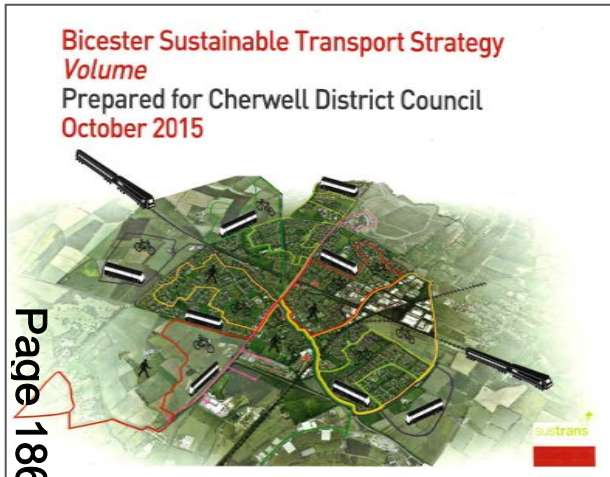 Bicester Sustainable Transport Strategy
Volume
Prepared for Cherwell District Council
October 2015
Page 186
sustrans